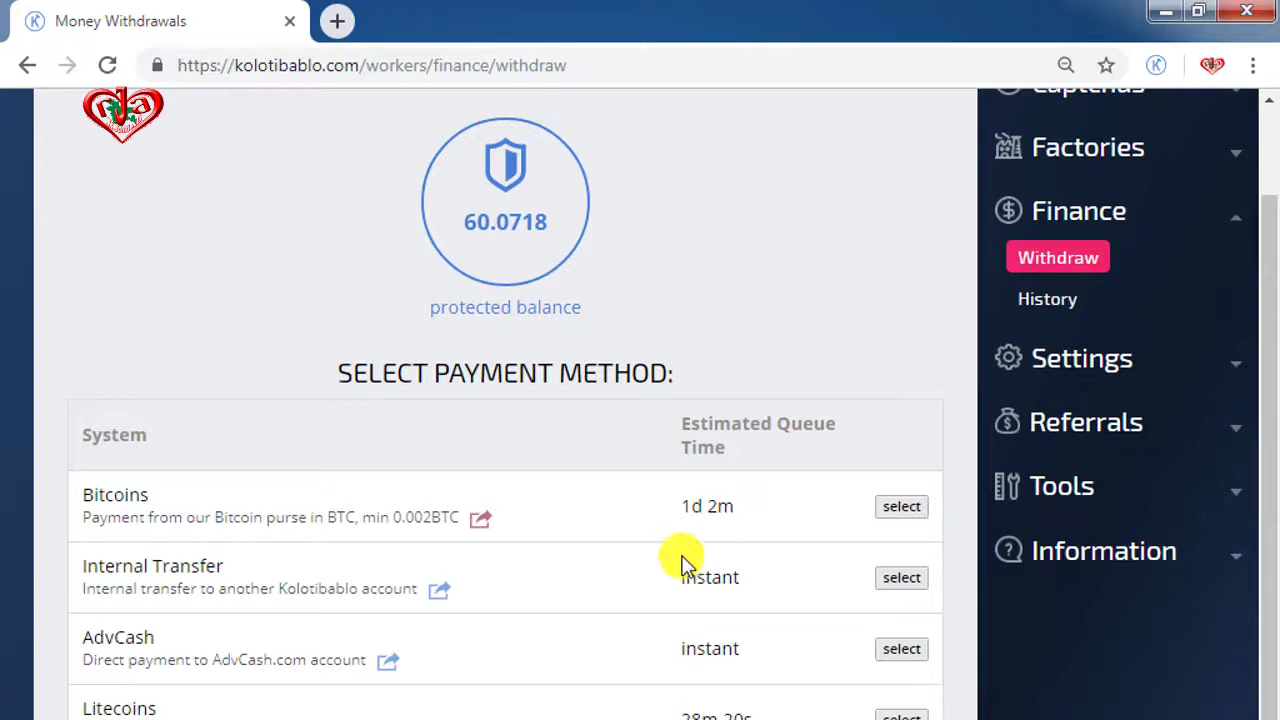 Money Withdrawals
https://kolotibablo.com/workers/finance/withdraw
60.0718
protected balance
SELECT PAYMENT METHOD:
System
Estimated Queue
Time
Bitcoins
Payment from our Bitcoin purse in BTC, min 0.002BTC
1d 2m
select
Internal Transfer
Internal transfer to another Kolotibablo account
instant
select
AdvCash
Direct payment to AdvCash.com account
instant
select
Litecoins
28m 20s
select
Captchas
Factories
Finance
Withdraw
History
Settings
Referrals
Tools
Information